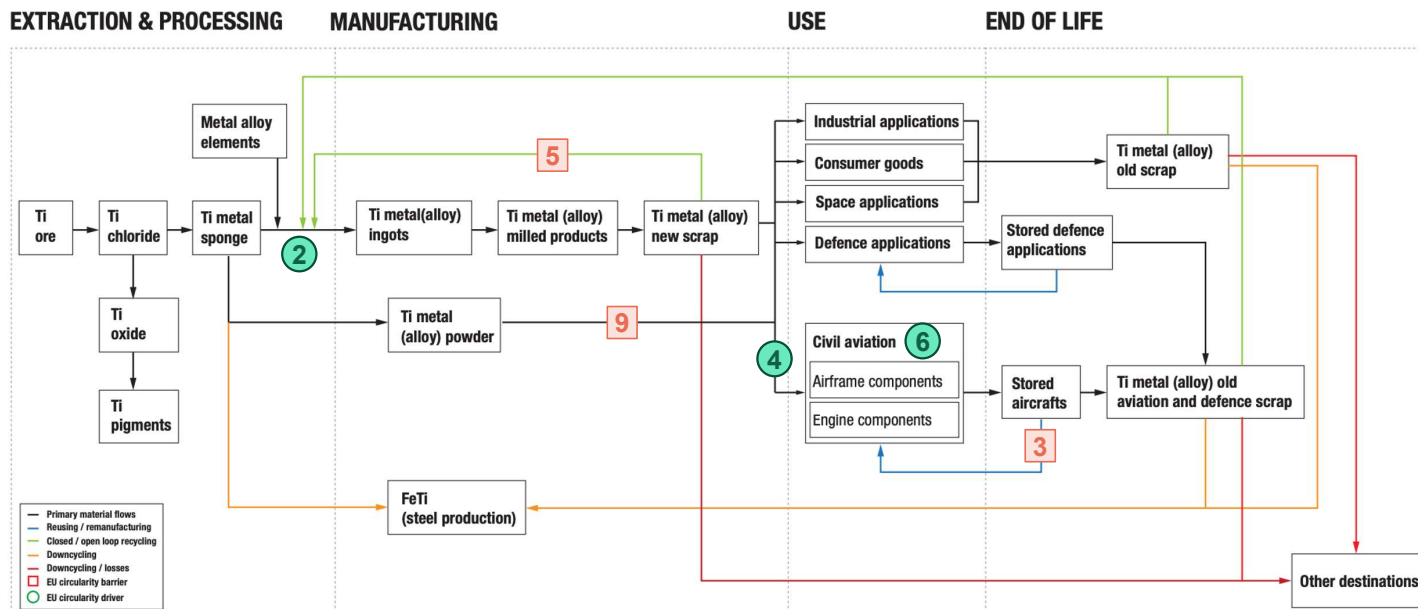 EXTRACTION & PROCESSING
MANUFACTURING
USE
END OF LIFE
Metal alloy
elements
5
Industrial applications
Consumer goods
Space applications
Defence applications
Ti metal (alloy)
old scrap
Ti
ore
Ti
chloride
Ti metal
sponge
2
Ti metal(alloy)
ingots
Ti metal (alloy)
milled products
Ti metal (alloy)
new scrap
Stored defence
applications
Ti
oxide
Ti metal
(alloy) powder
9
4
Civil aviation
6
Airframe components
Engine components
Stored
aircrafts
3
Ti metal (alloy) old
aviation and defence scrap
Ti
pigments
FeTi
(steel production)
Other destinations
Primary material flows
Reusing / remanufacturing
Closed / open loop recycling
Downcycling
Downcycling / losses
EU circularity barrier
EU circularity driver